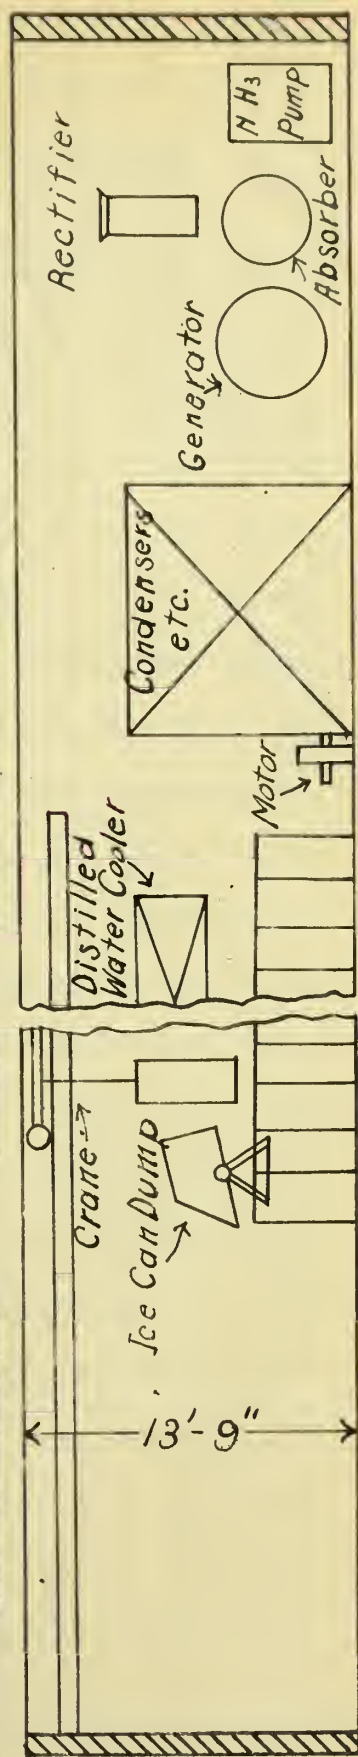 13'-9"
Ice Can Dump
Crane
Distilled
Water Cooler
Motor
Condensers
etc.
Generator
Rectifier
Absorber
NH3
Pump